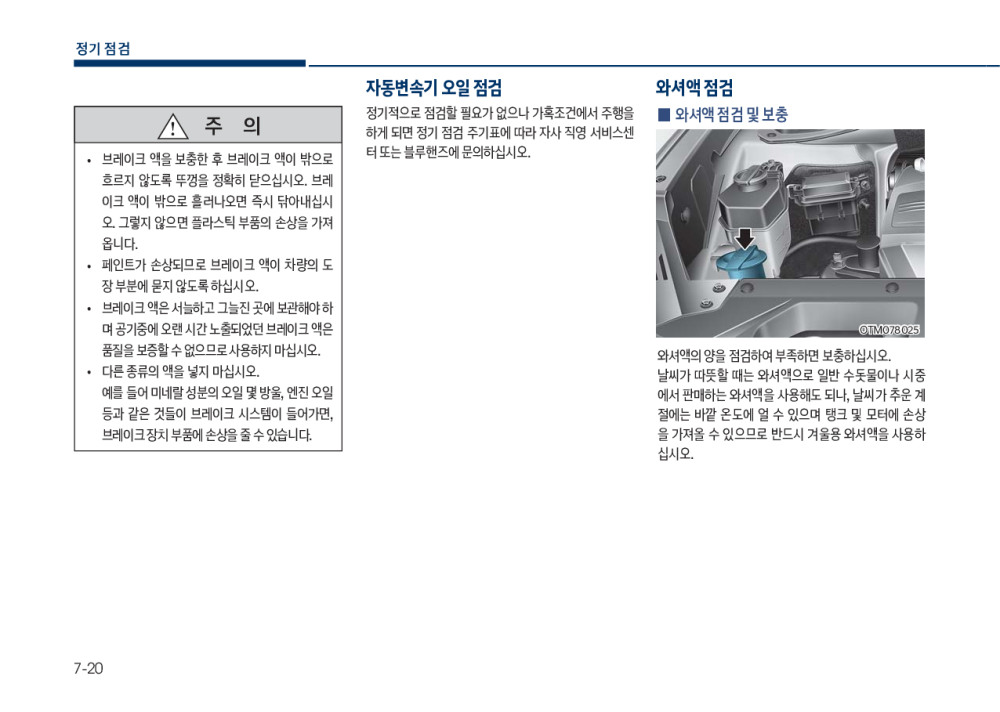 정기 점검
주 의
• 브레이크 액을 보충한 후 브레이크 액이 밖으로
흐르지 않도록 뚜껑을 정확히 닫으십시오. 브레
이크 액이 밖으로 흘러나오면 즉시 닦아내십시
오. 그렇지 않으면 플라스틱 부품의 손상을 가져
옵니다.
• 페인트가 손상되므로 브레이크 액이 차량의 도
장 부분에 묻지 않도록 하십시오.
• 브레이크 액은 서늘하고 그늘진 곳에 보관해야 하
며 공기중에 오랜 시간 노출되었던 브레이크 액은
품질을 보증할 수 없으므로 사용하지 마십시오.
• 다른 종류의 액을 넣지 마십시오.
예를 들어 미네랄 성분의 오일 몇 방울, 엔진 오일
등과 같은 것들이 브레이크 시스템이 들어가면,
브레이크 장치 부품에 손상을 줄 수 있습니다.
자동변속기 오일 점검
정기적으로 점검할 필요가 없으나 가혹조건에서 주행을
하게 되면 정기 점검 주기표에 따라 자사 직영 서비스센
터 또는 블루핸즈에 문의하십시오.
와셔액 점검
■ 와셔액 점검 및 보충
OTM078025
와셔액의 양을 점검하여 부족하면 보충하십시오.
날씨가 따뜻할 때는 와셔액으로 일반 수돗물이나 시중
에서 판매하는 와셔액을 사용해도 되나, 날씨가 추운 계
절에는 바깥 온도에 얼 수 있으며 탱크 및 모터에 손상
을 가져올 수 있으므로 반드시 겨울용 와셔액을 사용하
십시오.
7-20